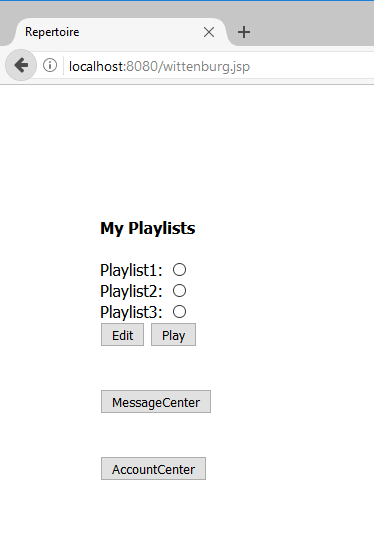 Repertoire
localhost:8080/wittenburg.jsp
My Playlists
Playlist1:
Playlist2:
Playlist3:
Edit Play
MessageCenter
AccountCenter